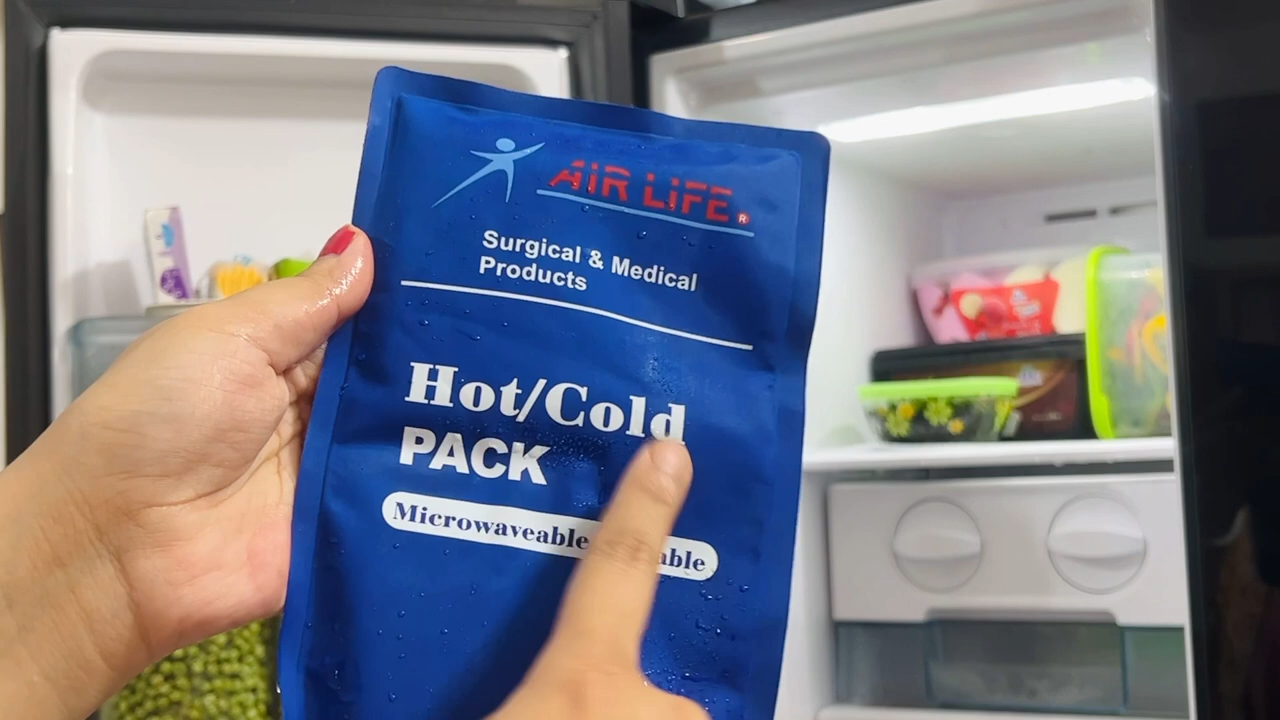 AIR LiFE ®
Surgical & Medical
Products
Hot/Cold
PACK
Microwaveable able